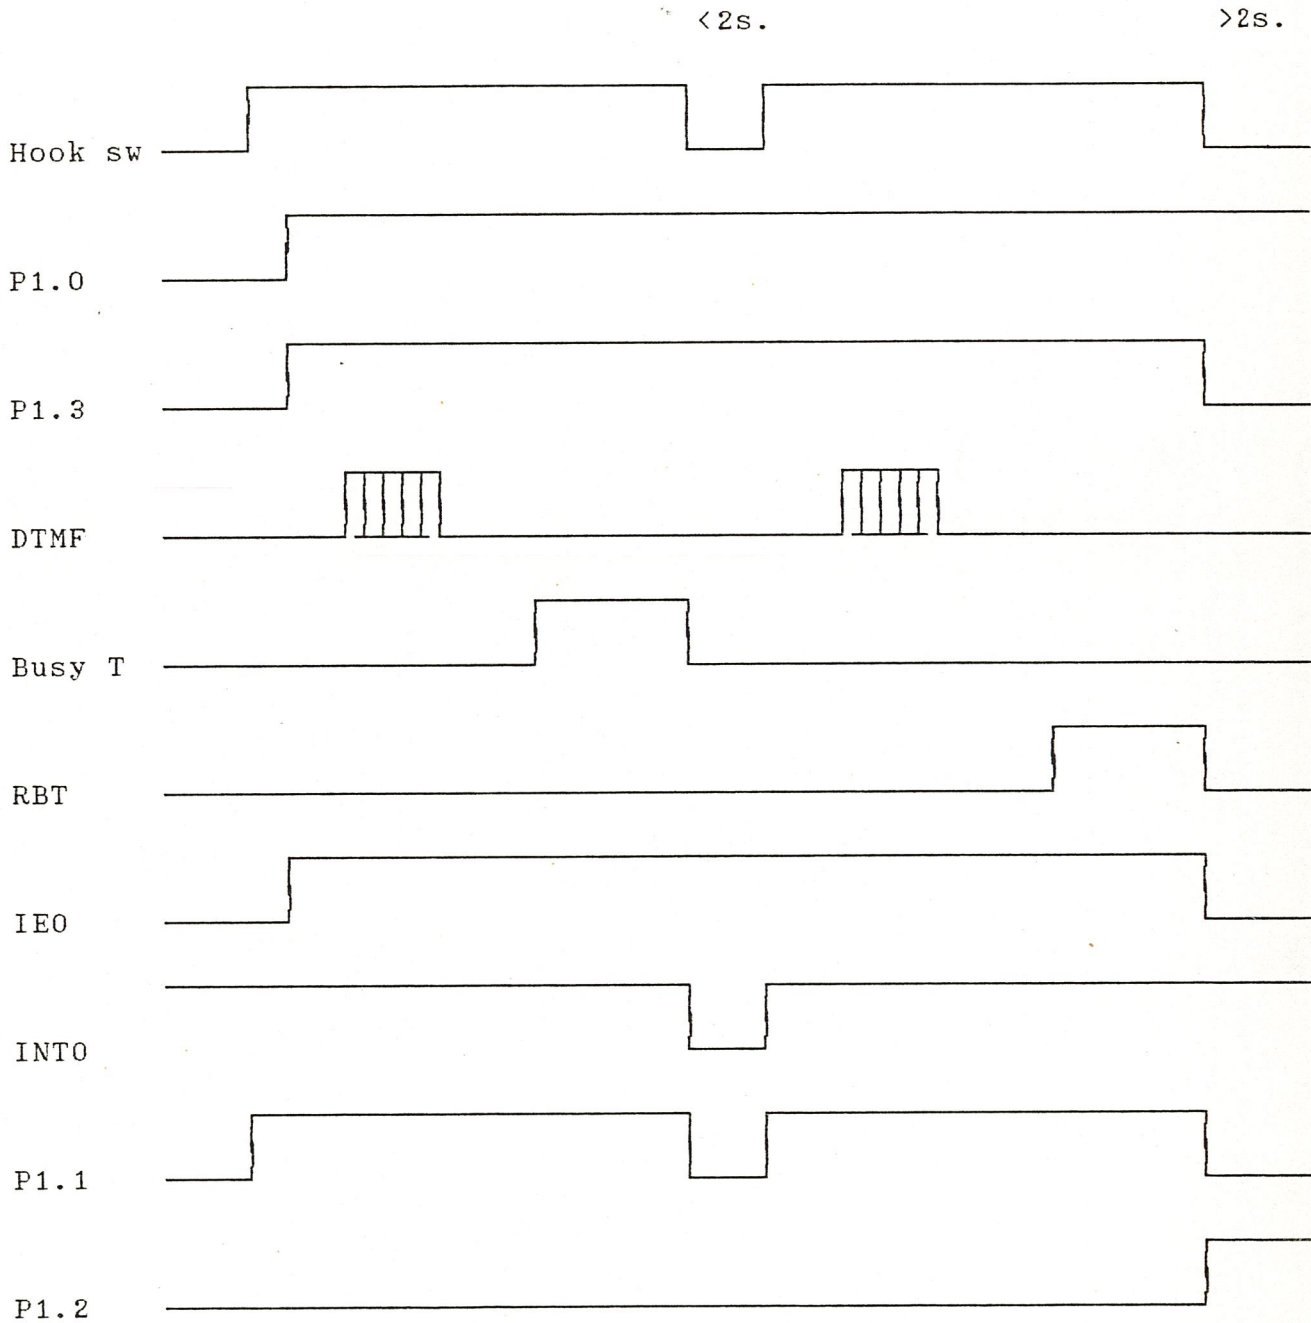 <2s. >2s.
Hook sw
P1.0
P1.3
DTMF
Busy T
RBT
IE0
INT0
P1.1
P1.2